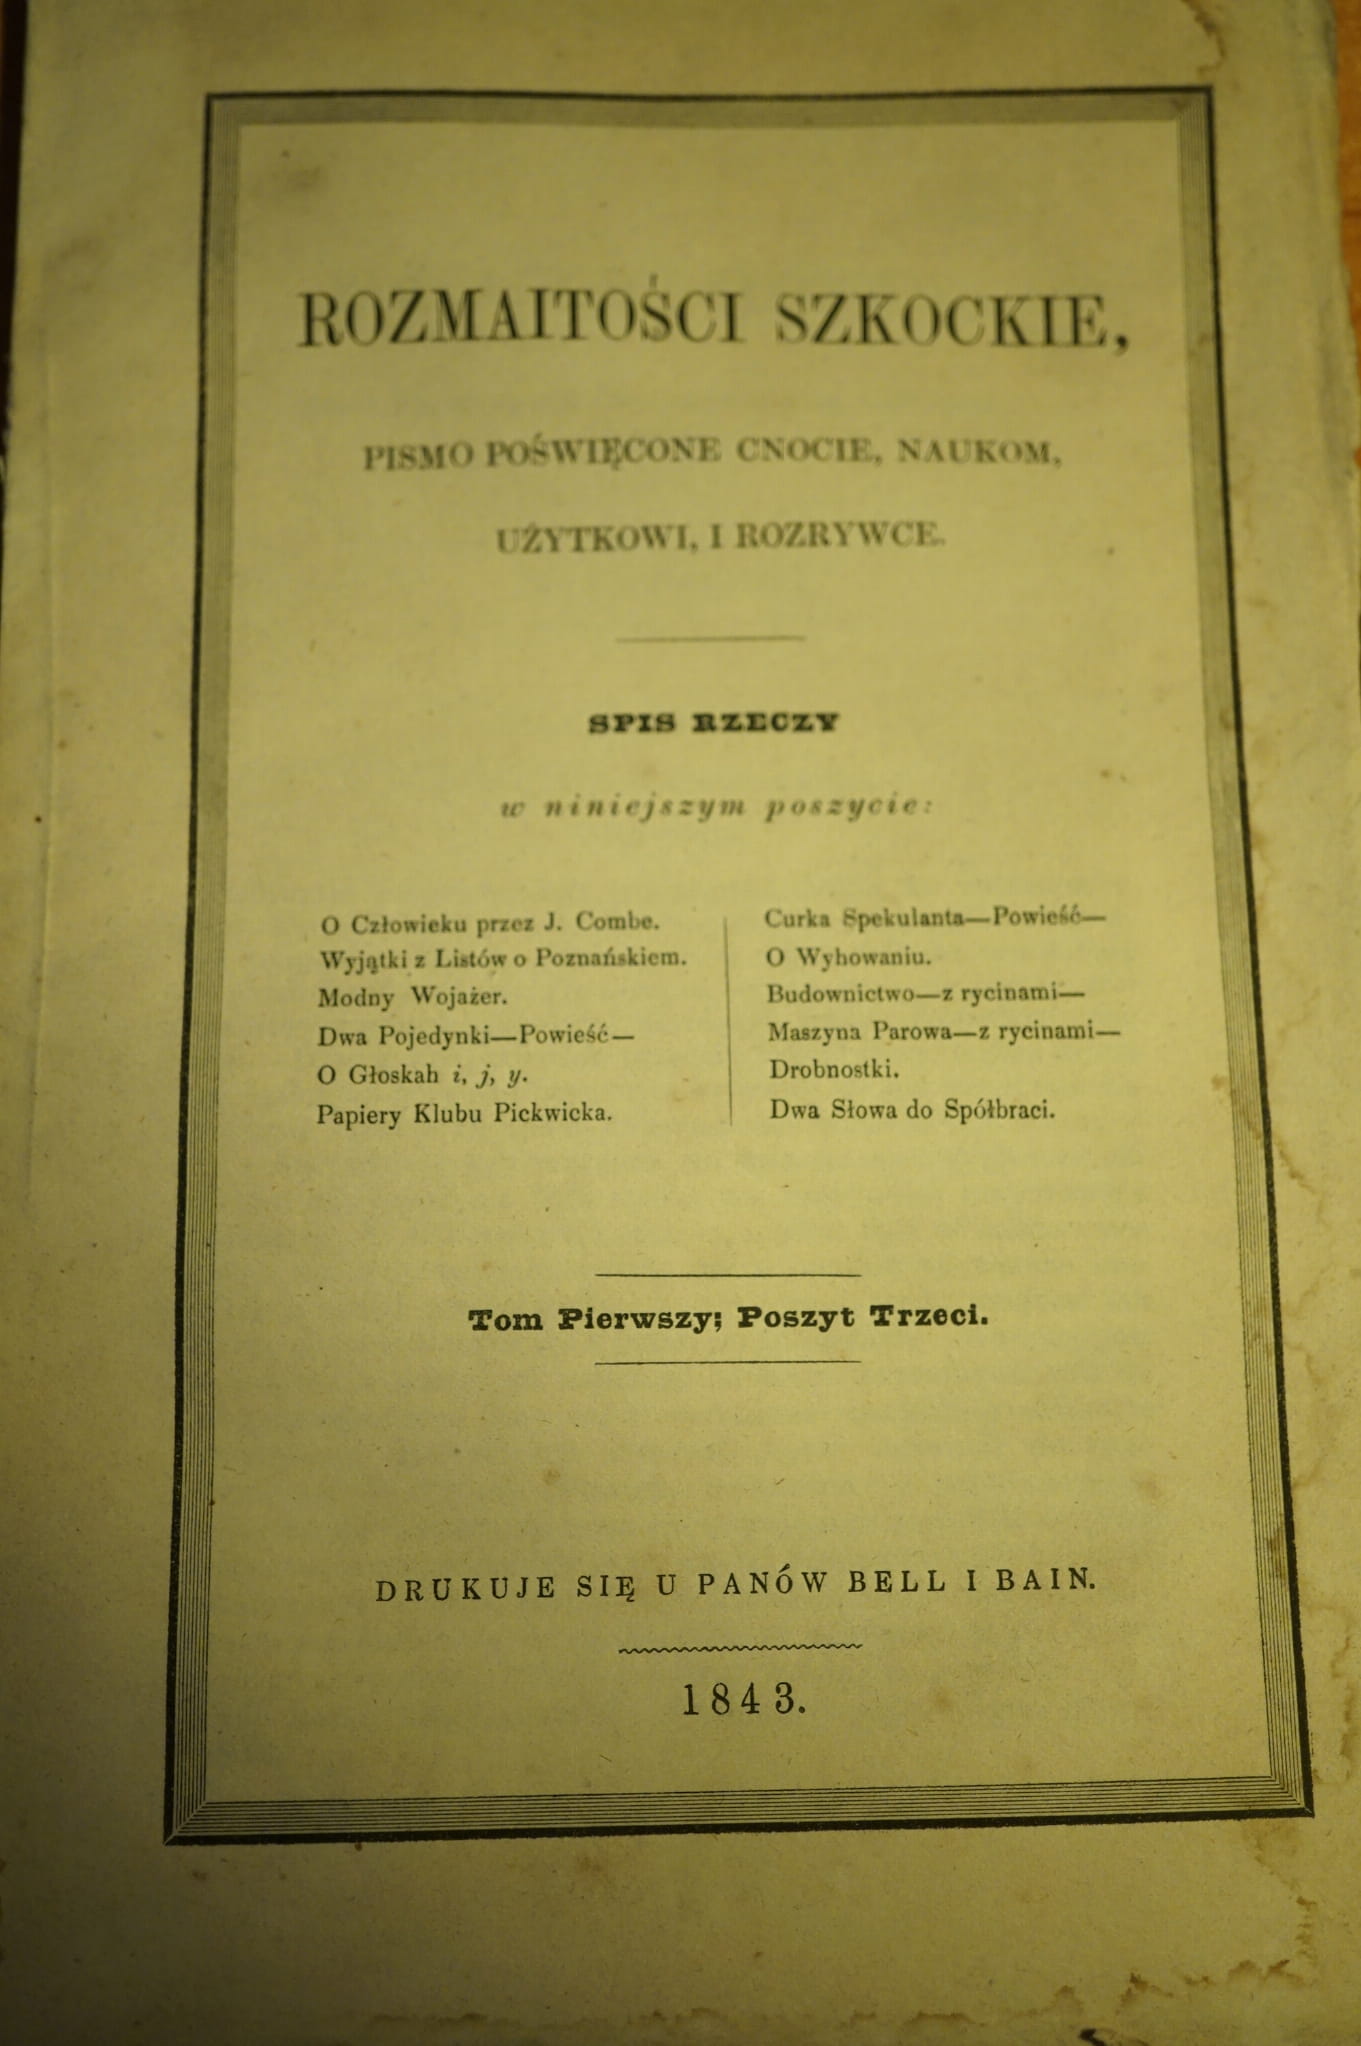 ROZMAITOŚCI SZKOCKIE,
PISMO POŚWIĘCONE CNOCIE, NAUKOM,
UŻYTKOWI, I ROZRYWCE.
SPIS RZECZY
w niniejszym poszycie:
O Człowieku przez J. Combe.
Wyjątki z Listów o Poznańskiem.
Modny Wojażer.
Dwa Pojedynki—Powieść—
O Głoskah i, j, y.
Papiery Klubu Pickwicka.
Curka Spekulanta—Powieść—
O Wyhowaniu.
Budownictwo—z rycinami—
Maszyna Parowa—z rycinami—
Drobnostki.
Dwa Słowa do Spółbraci.
Tom Pierwszy; Poszyt Trzeci.
DRUKUJE SIĘ U PANÓW BELL I BAIN.
1843.